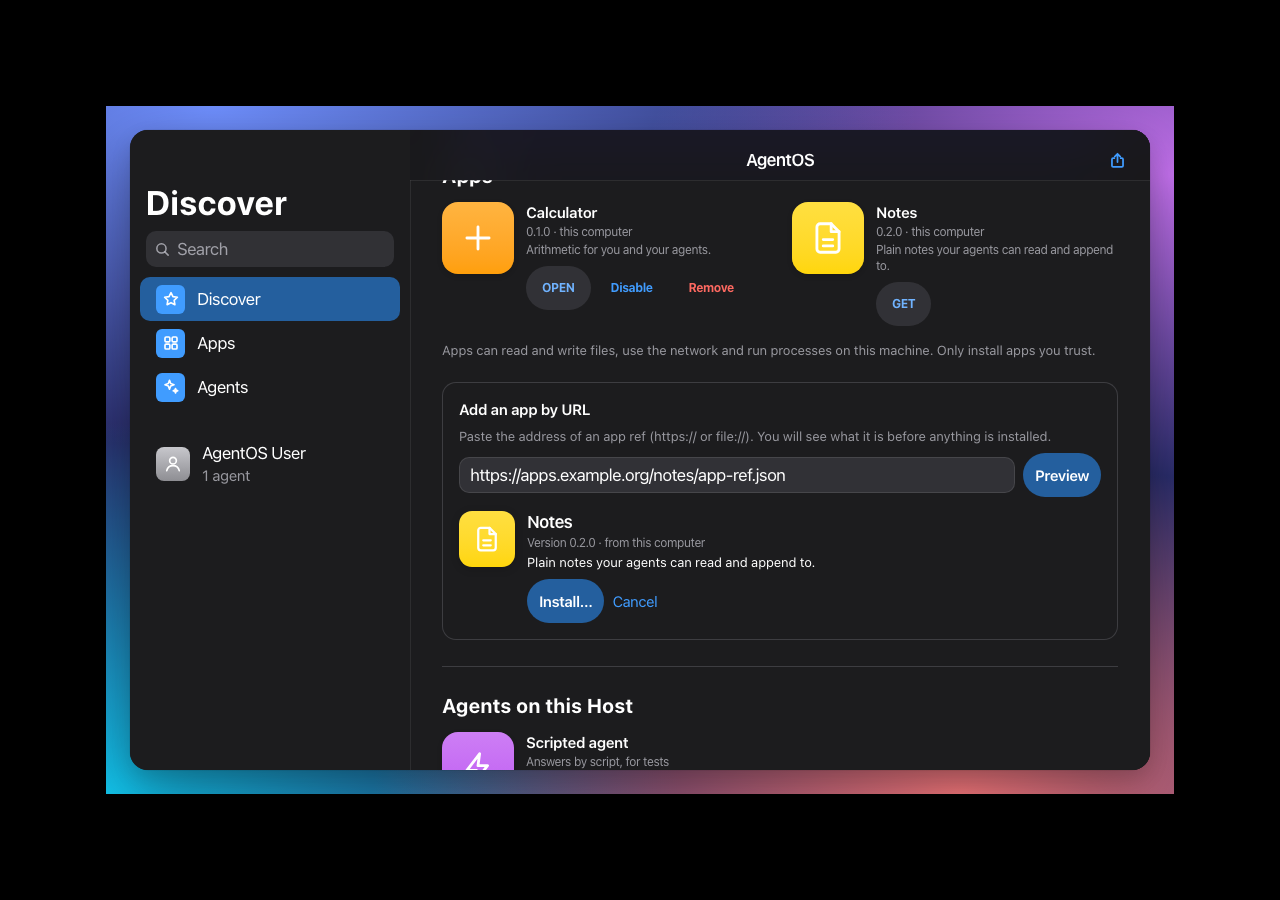 AgentOS
Discover
Search
Discover
Apps
Agents
AgentOS User
1 agent
Apps
Calculator
0.1.0 · this computer
Arithmetic for you and your agents.
OPEN
Disable
Remove
Notes
0.2.0 · this computer
Plain notes your agents can read and append
to.
GET
Apps can read and write files, use the network and run processes on this machine. Only install apps you trust.
Add an app by URL
Paste the address of an app ref (https:// or file://). You will see what it is before anything is installed.
https://apps.example.org/notes/app-ref.json
Preview
Notes
Version 0.2.0 · from this computer
Plain notes your agents can read and append to.
Install...
Cancel
Agents on this Host
Scripted agent
Answers by script, for tests